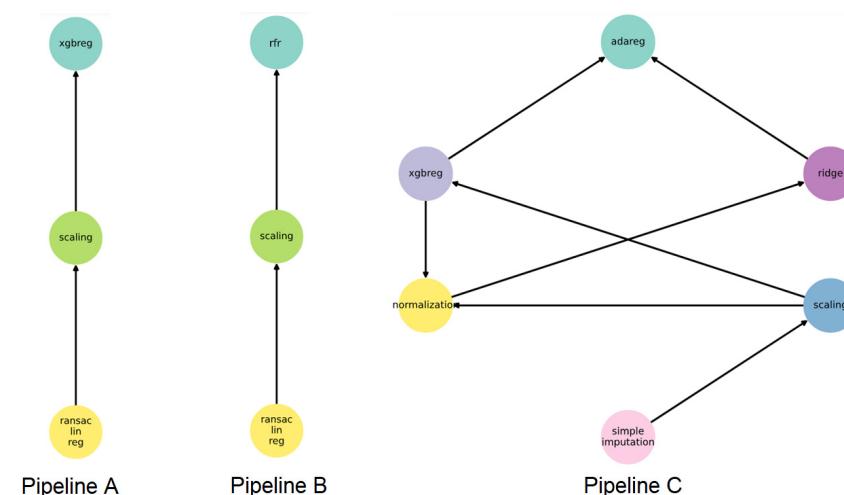 xgbreg
scaling
ransac
lin
reg
Pipeline A
rfr
scaling
ransac
lin
reg
Pipeline B
adareg
xgbreg
ridge
normalization
scaling
simple
imputation
Pipeline C